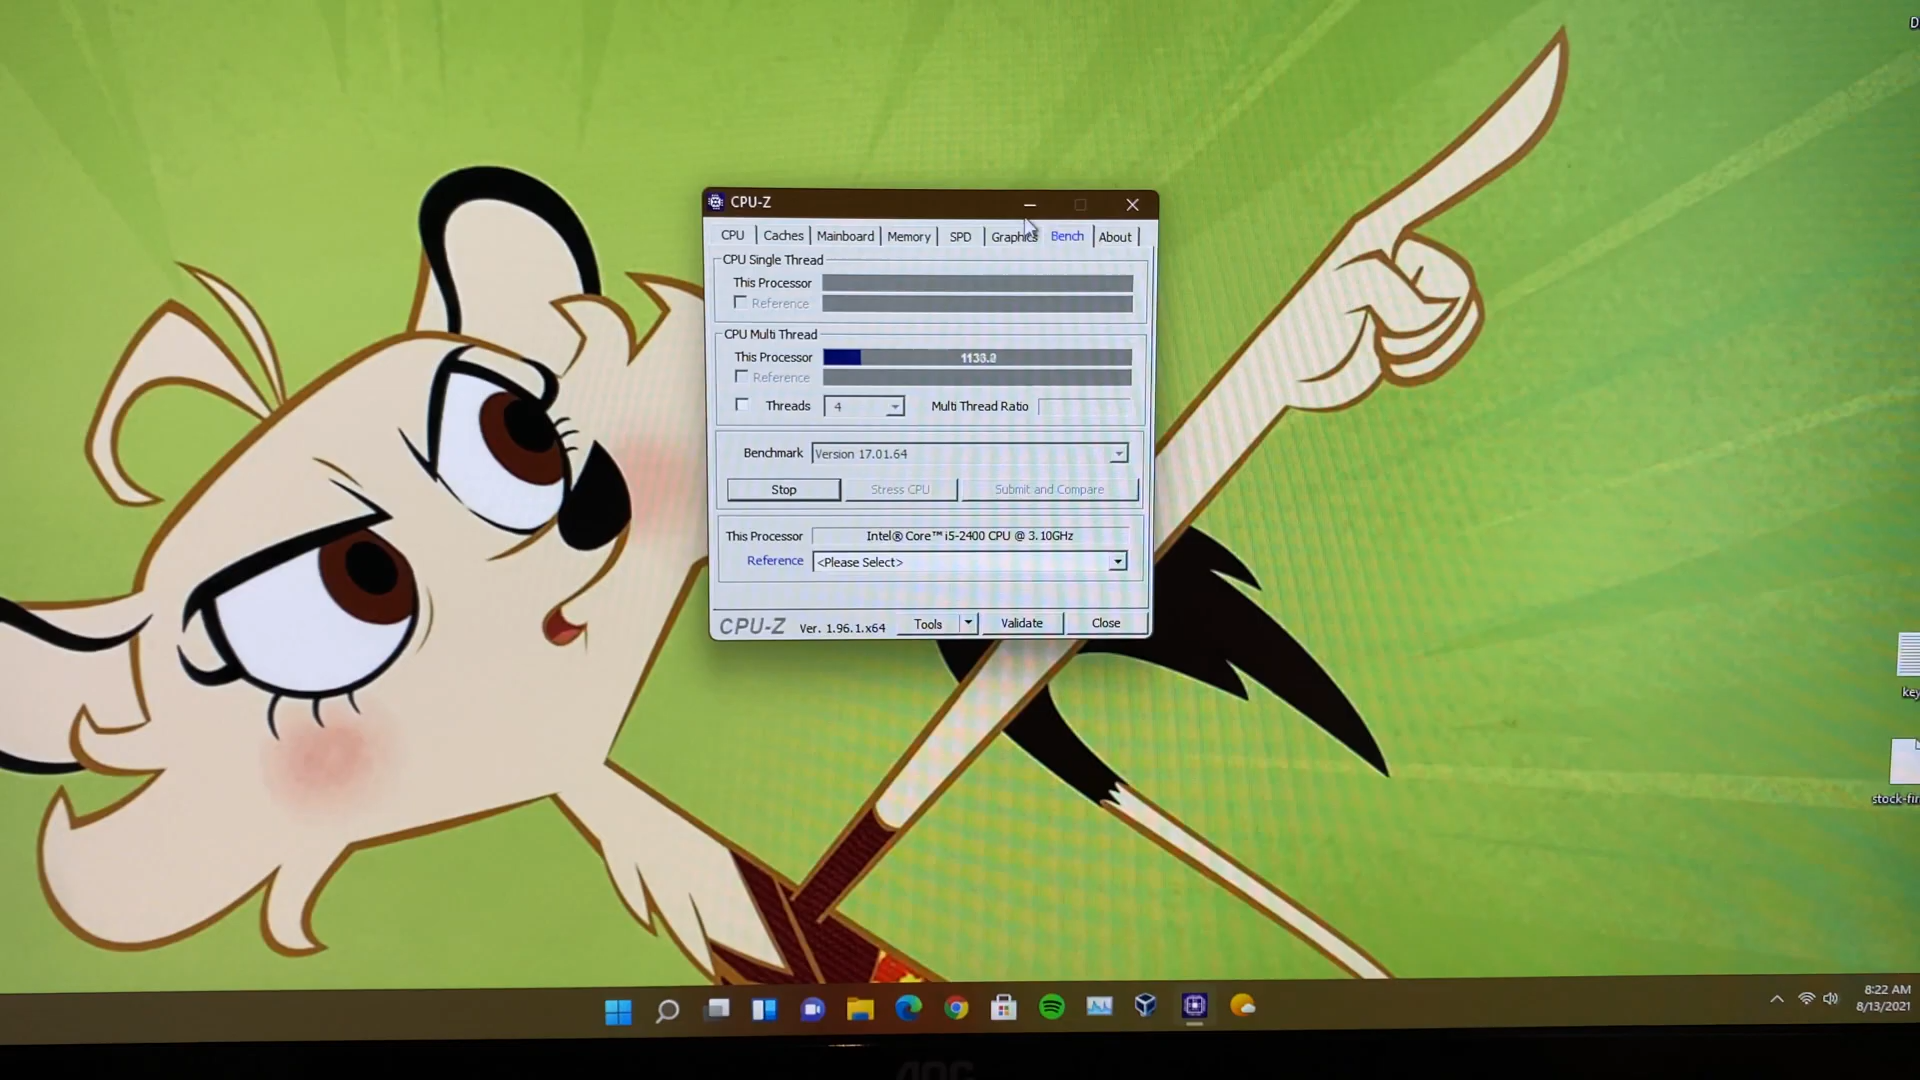 CPU-Z
CPU Caches Mainboard Memory SPD Graphics Bench About
CPU Single Thread
This Processor
Reference
CPU Multi Thread
This Processor
Reference
Threads 4 Multi Thread Ratio
Benchmark Version 17.01.64
Stop Stress CPU Submit and Compare
This Processor Intel® Core™ i5-2400 CPU @ 3.10GHz
Reference <Please Select>
CPU-Z Ver. 1.96.1.x64 Tools Validate Close
key
stock-fir
8:22 AM
8/13/2021
AOC